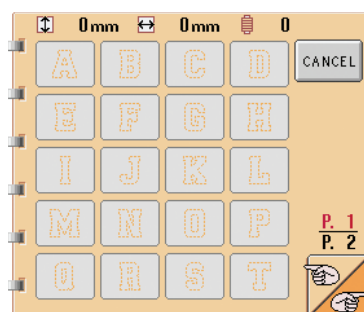 0mm 0mm 0
A B C D CANCEL
E F G H
I J K L
M N O P
P. 1
P. 2
Q R S T